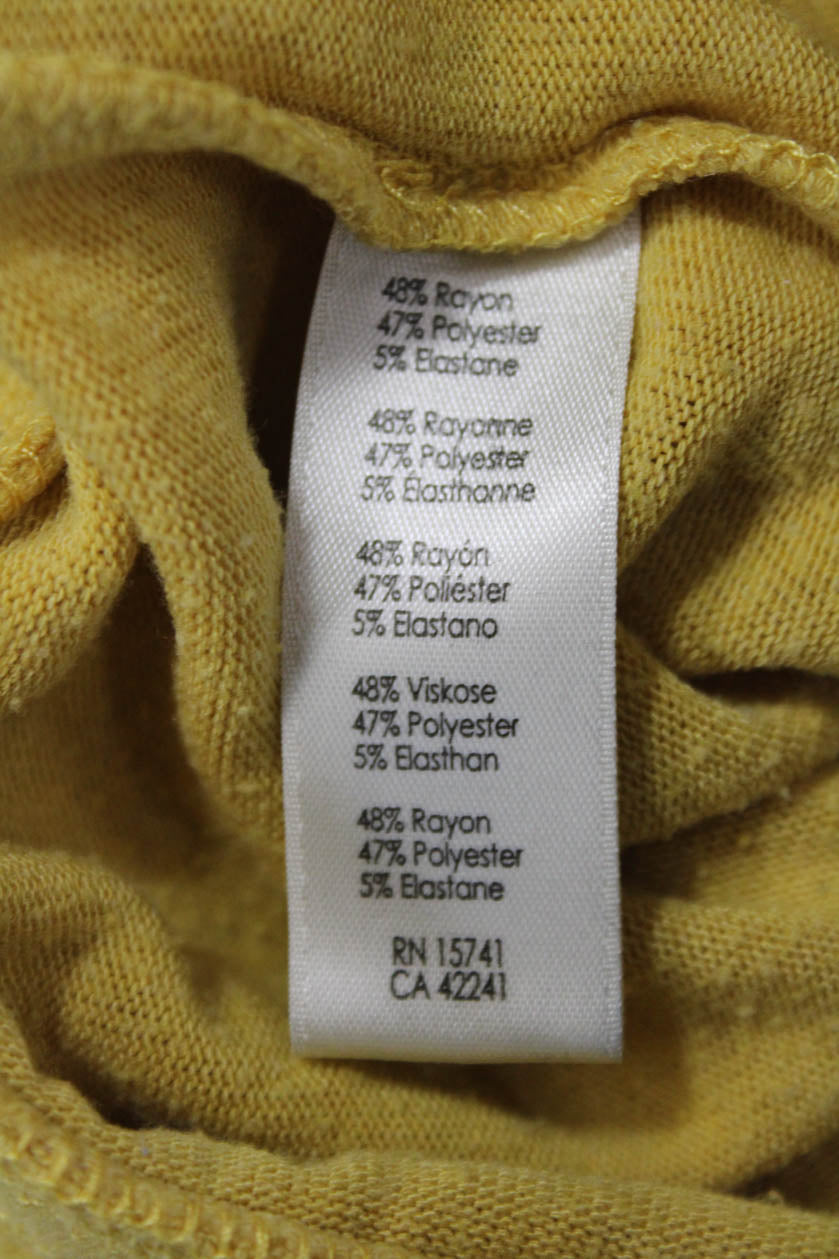 48% Rayon
47% Polyester
5% Elastane
48% Rayonne
47% Polyester
5% Élasthanne
48% Rayón
47% Poliéster
5% Elastano
48% Viskose
47% Polyester
5% Elasthan
48% Rayon
47% Polyester
5% Elastane
RN 15741
CA 42241